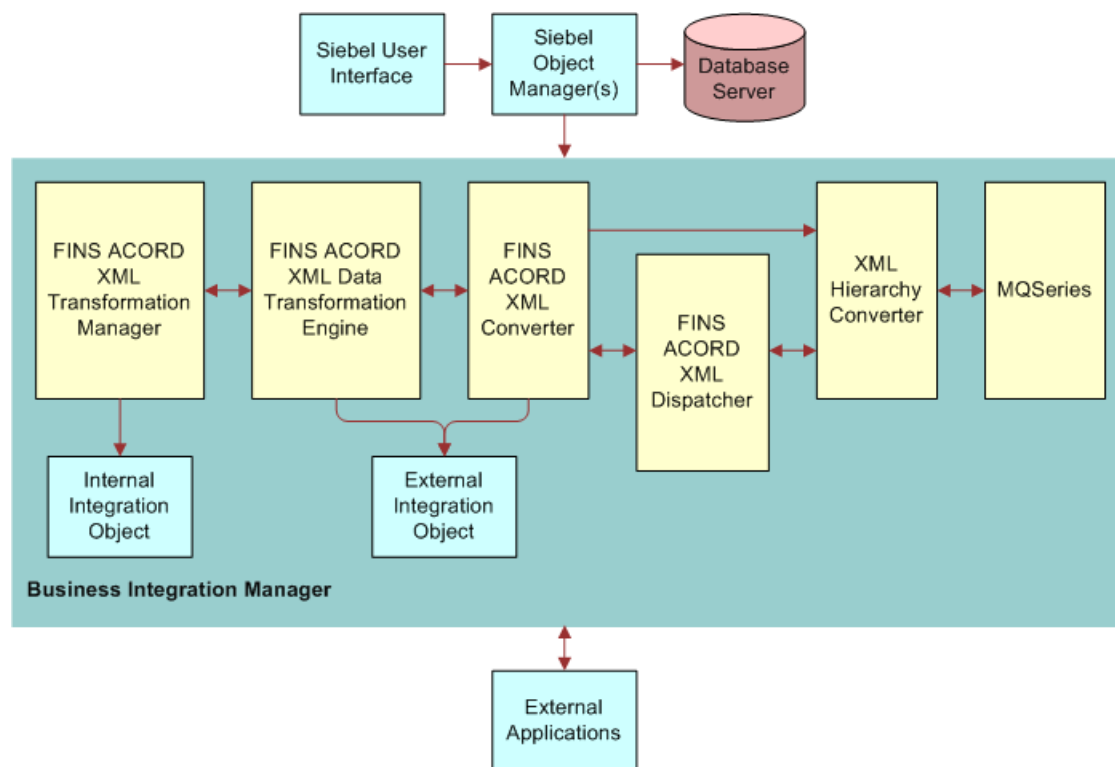 Siebel User
Interface
Siebel
Object
Manager(s)
Database
Server
FINS ACORD
XML
Transformation
Manager
FINS ACORD
XML Data
Transformation
Engine
FINS
ACORD
XML
Converter
FINS
ACORD
XML
Dispatcher
XML
Hierarchy
Converter
MQSeries
Internal
Integration
Object
External
Integration
Object
Business Integration Manager
External
Applications